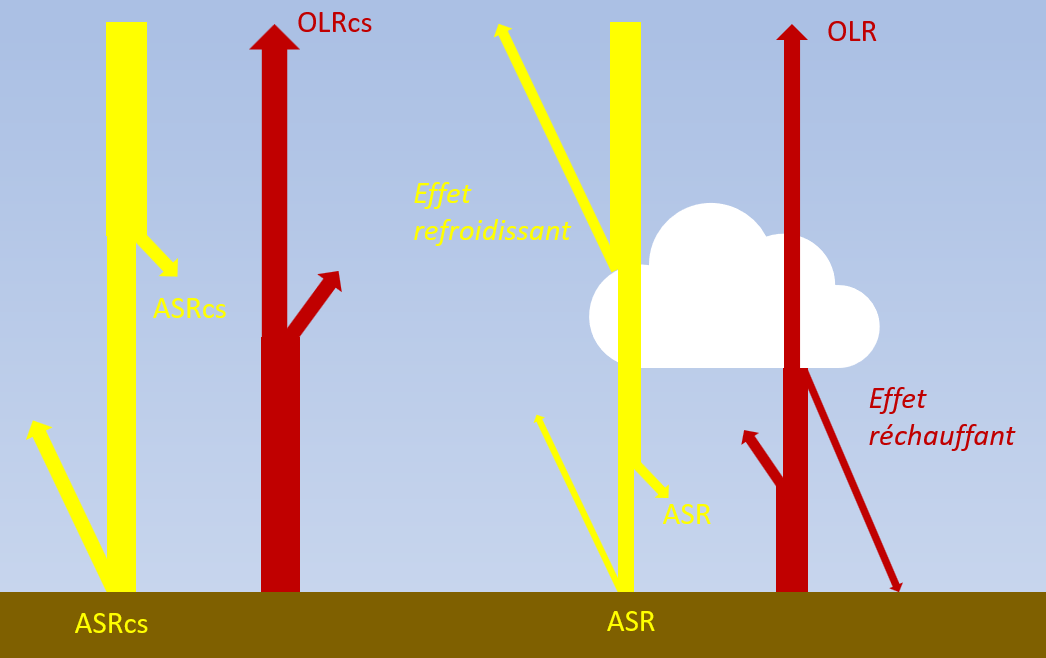 OLRcs
OLR
Effet
refroidissant
ASRcs
Effet
réchauffant
ASR
ASRcs
ASR